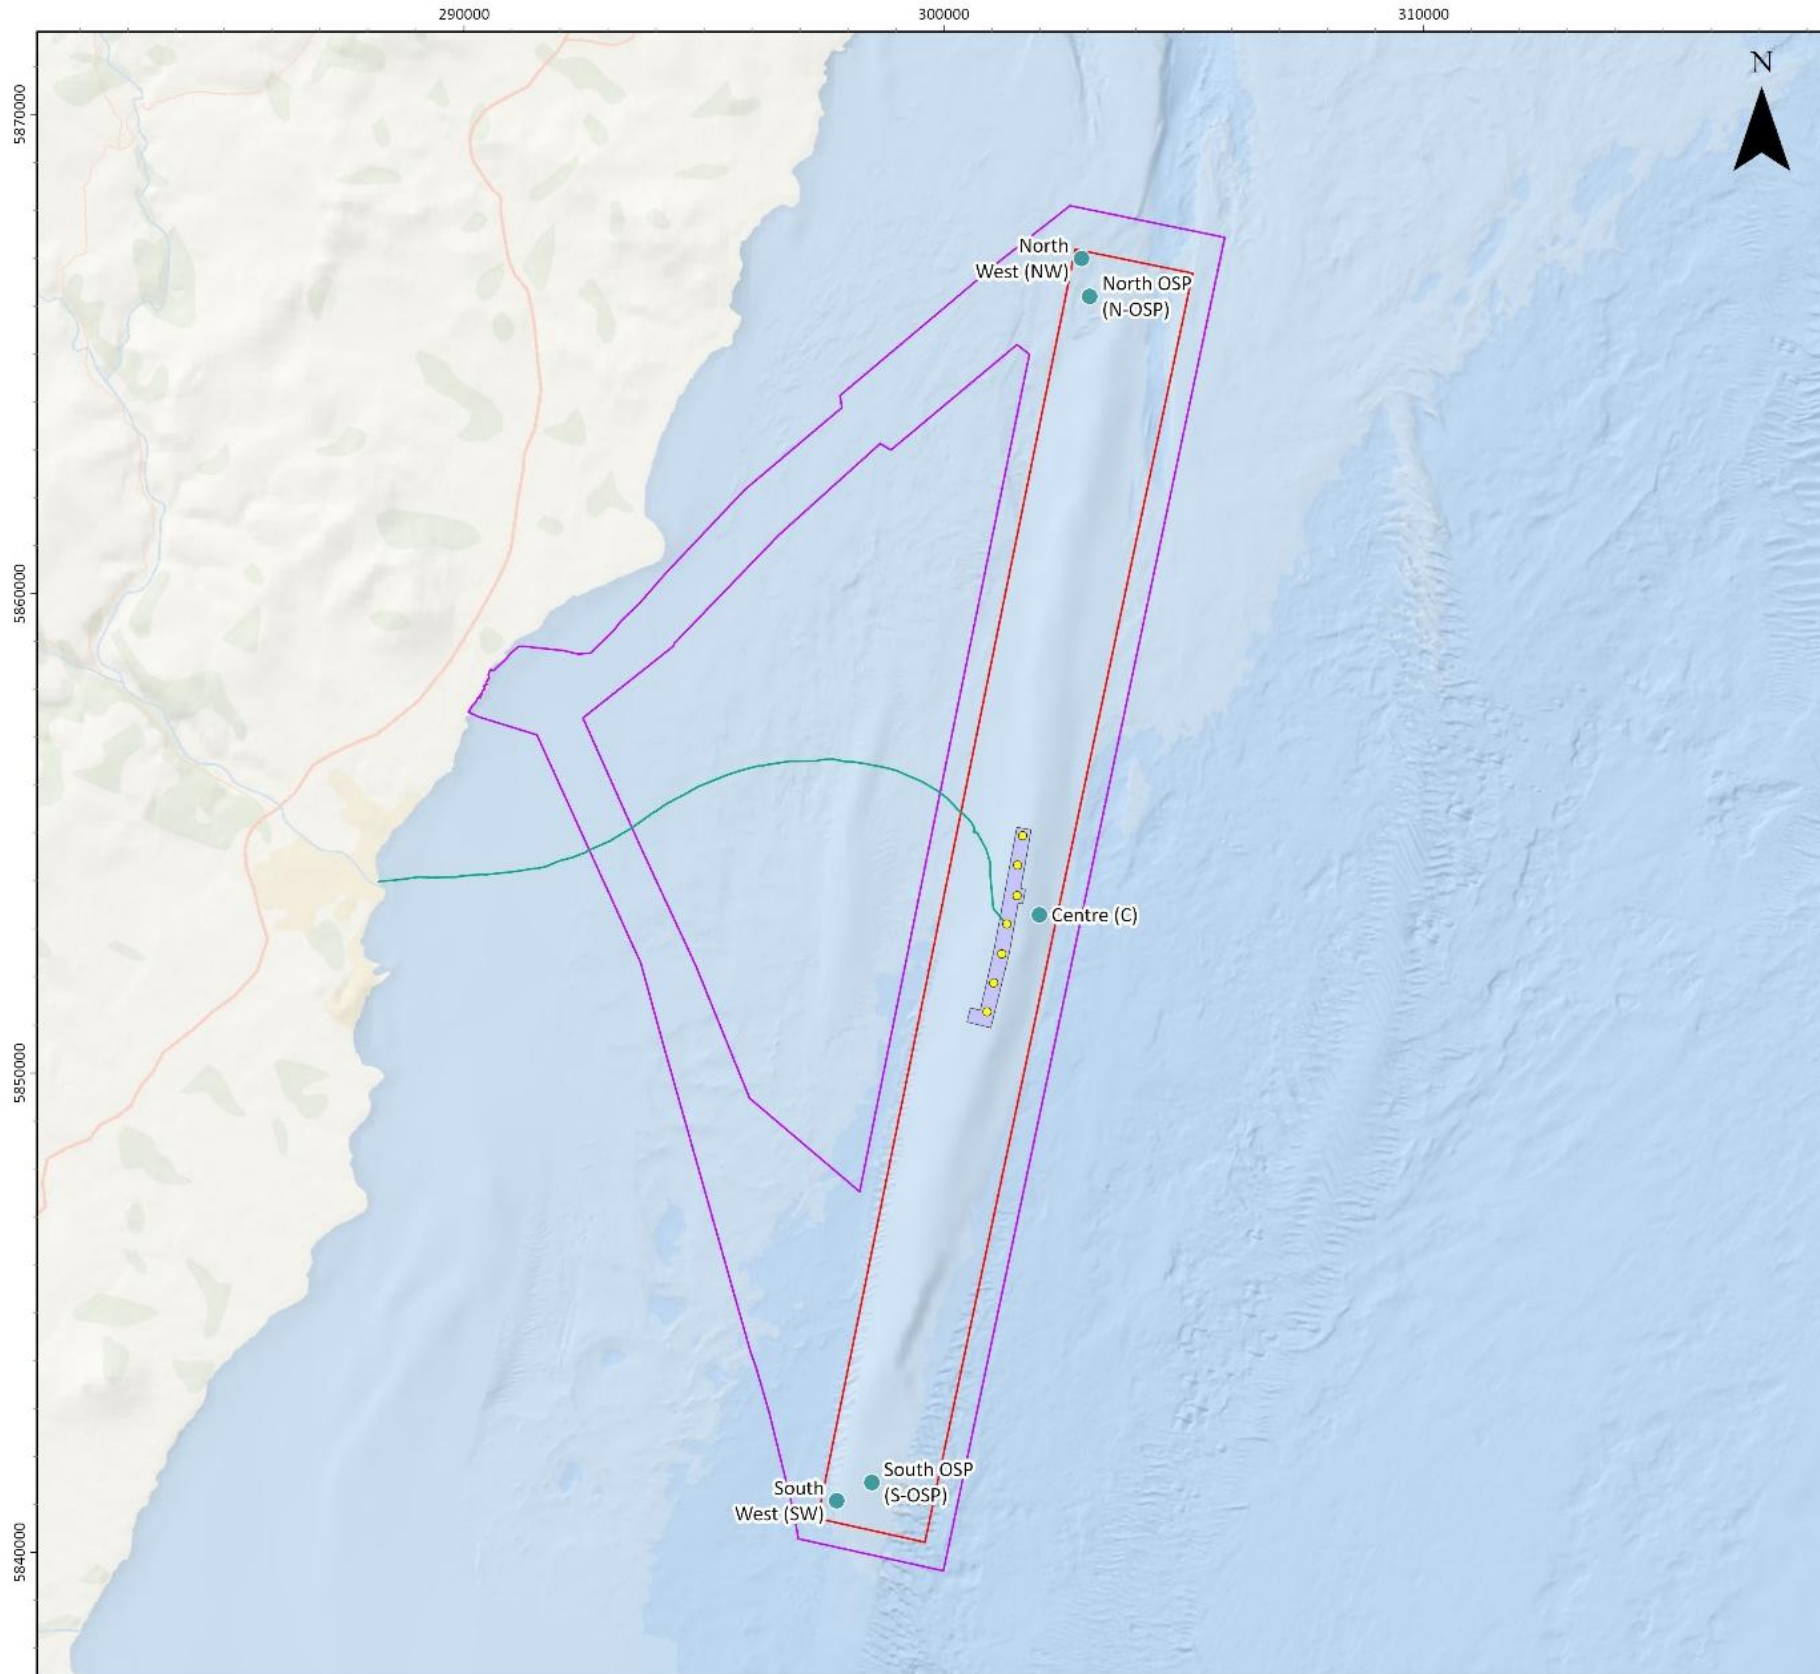 290000
300000
310000
N
5870000
5860000
5850000
5840000
North
West (NW)
North OSP
(N-OSP)
Centre (C)
South OSP
(S-OSP)
South
West (SW)